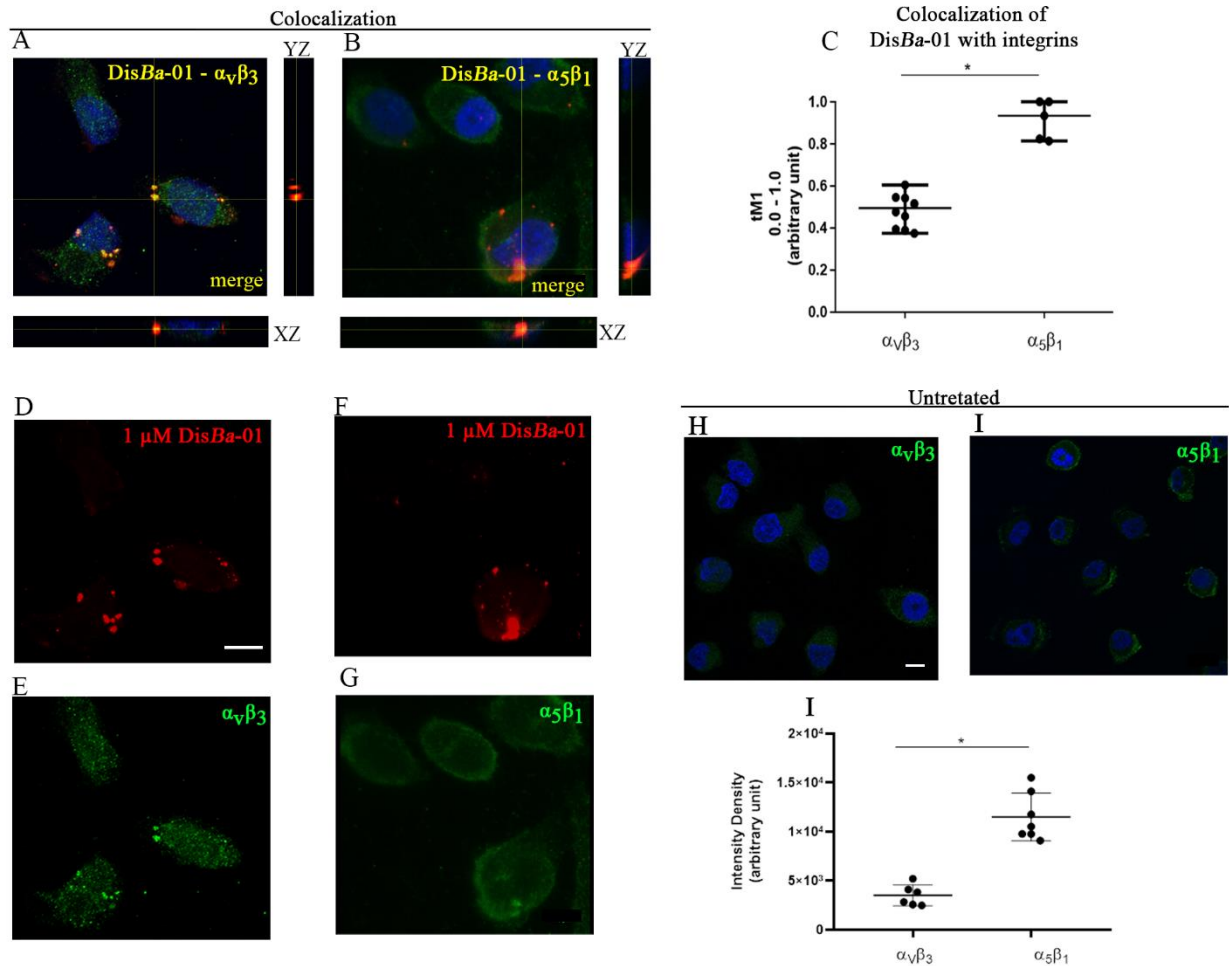 Colocalization
A
YZ
DisBa-01 - αvβ3
merge
XZ
B
YZ
DisBa-01 - α5β1
merge
XZ
Colocalization of
C DisBa-01 with integrins
*
1.0
0.8
0.6
0.4
0.2
0.0
tM1
0.0 - 1.0
(arbitrary unit)
αVβ3
α5β1
D
1 µM DisBa-01
F
1 µM DisBa-01
E
αvβ3
G
α5β1
Untretated
H
αvβ3
I
α5β1
I
*
2×10⁴
1.5×10⁴
1×10⁴
5×10³
0
Intensity Density
(arbitrary unit)
αVβ3
α5β1